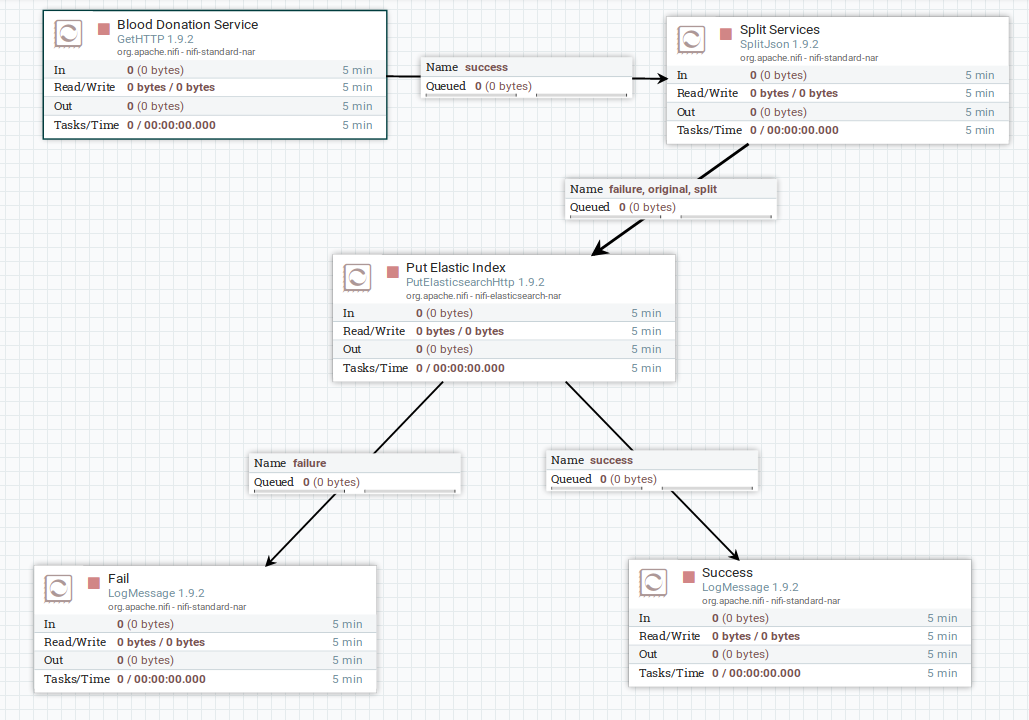 Blood Donation Service
GetHTTP 1.9.2
org.apache.nifi - nifi-standard-nar
In 0 (0 bytes) 5 min
Read/Write 0 bytes / 0 bytes 5 min
Out 0 (0 bytes) 5 min
Tasks/Time 0 / 00:00:00.000 5 min
Name success
Queued 0 (0 bytes)
Split Services
SplitJson 1.9.2
org.apache.nifi - nifi-standard-nar
In 0 (0 bytes) 5 min
Read/Write 0 bytes / 0 bytes 5 min
Out 0 (0 bytes) 5 min
Tasks/Time 0 / 00:00:00.000 5 min
Name failure, original, split
Queued 0 (0 bytes)
Put Elastic Index
PutElasticsearchHttp 1.9.2
org.apache.nifi - nifi-elasticsearch-nar
In 0 (0 bytes) 5 min
Read/Write 0 bytes / 0 bytes 5 min
Out 0 (0 bytes) 5 min
Tasks/Time 0 / 00:00:00.000 5 min
Name failure
Queued 0 (0 bytes)
Name success
Queued 0 (0 bytes)
Fail
LogMessage 1.9.2
org.apache.nifi - nifi-standard-nar
In 0 (0 bytes) 5 min
Read/Write 0 bytes / 0 bytes 5 min
Out 0 (0 bytes) 5 min
Tasks/Time 0 / 00:00:00.000 5 min
Success
LogMessage 1.9.2
org.apache.nifi - nifi-standard-nar
In 0 (0 bytes) 5 min
Read/Write 0 bytes / 0 bytes 5 min
Out 0 (0 bytes) 5 min
Tasks/Time 0 / 00:00:00.000 5 min